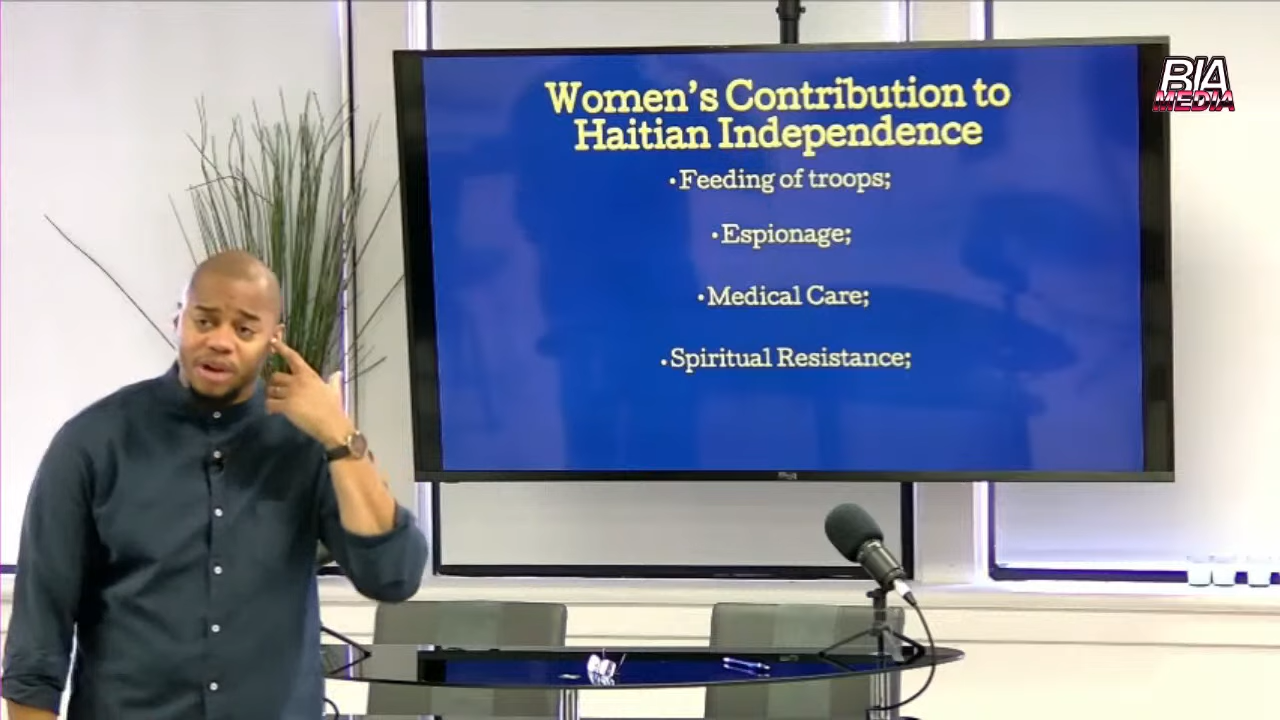 Women's Contribution to
Haitian Independence
•Feeding of troops;
•Espionage;
•Medical Care;
•Spiritual Resistance;
BIA
MEDIA